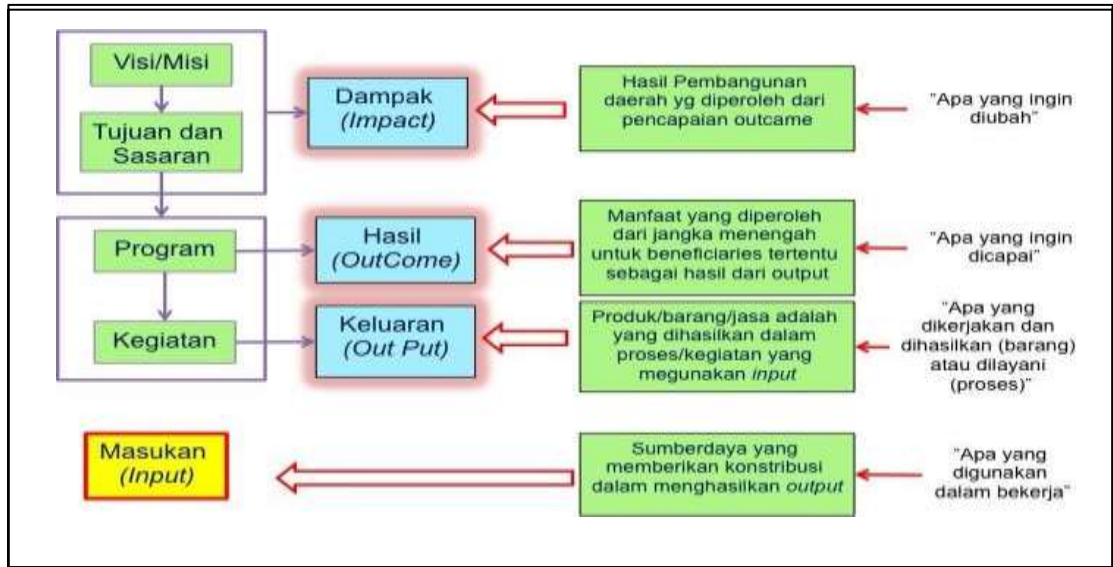 Visi/Misi
Tujuan dan
Sasaran
Dampak
(Impact)
Hasil Pembangunan
daerah yg diperoleh dari
pencapaian outcame
"Apa yang ingin
diubah"
Program
Hasil
(OutCome)
Manfaat yang diperoleh
dari jangka menengah
untuk beneficiaries tertentu
sebagai hasil dari output
"Apa yang ingin
dicapai"
Kegiatan
Keluaran
(Out Put)
Produk/barang/jasa adalah
yang dihasilkan dalam
proses/kegiatan yang
megunakan input
"Apa yang
dikerjakan dan
dihasilkan (barang)
atau dilayani
(proses)"
Masukan
(Input)
Sumberdaya yang
memberikan konstribusi
dalam menghasilkan output
"Apa yang
digunakan
dalam bekerja"